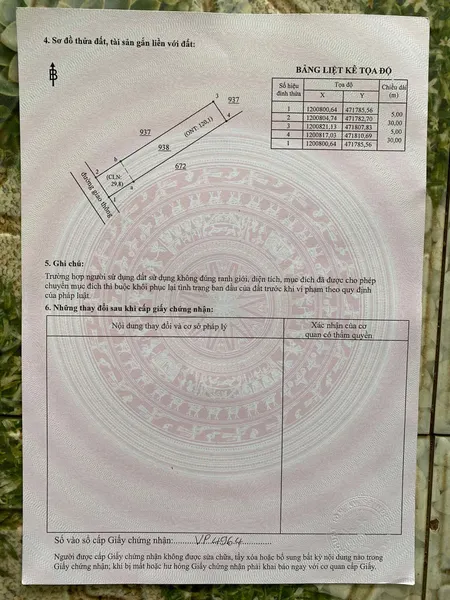 4. Sơ đồ thửa đất, tài sản gắn liền với đất:
B
BẢNG LIỆT KÊ TỌA ĐỘ
Số hiệu đỉnh thửa
Tọa độ
Chiều dài (m)
X
Y
1 1200800,64 471785,56
5,00
2 1200804,74 471782,70
30,00
3 1200821,13 471807,83
5,00
4 1200817,03 471810,69
30,00
1 1200800,64 471785,56
3
937
4
(ONT: 120,1)
937
938
672
b
2
(CLN: 29,8)
a
1
đường giao thông
5. Ghi chú:
Trường hợp người sử dụng đất sử dụng không đúng ranh giới, diện tích, mục đích đã được cho phép
chuyển mục đích thì buộc khôi phục lại tình trạng ban đầu của đất trước khi vi phạm theo quy định
của pháp luật.
6. Những thay đổi sau khi cấp giấy chứng nhận:
Nội dung thay đổi và cơ sở pháp lý
Xác nhận của cơ
quan có thẩm quyền
Số vào sổ cấp Giấy chứng nhận:..........VP.4964...............
Người được cấp Giấy chứng nhận không được sửa chữa, tẩy xóa hoặc bổ sung bất kỳ nội dung nào trong
Giấy chứng nhận; khi bị mất hoặc hư hỏng Giấy chứng nhận phải khai báo ngay với cơ quan cấp Giấy.